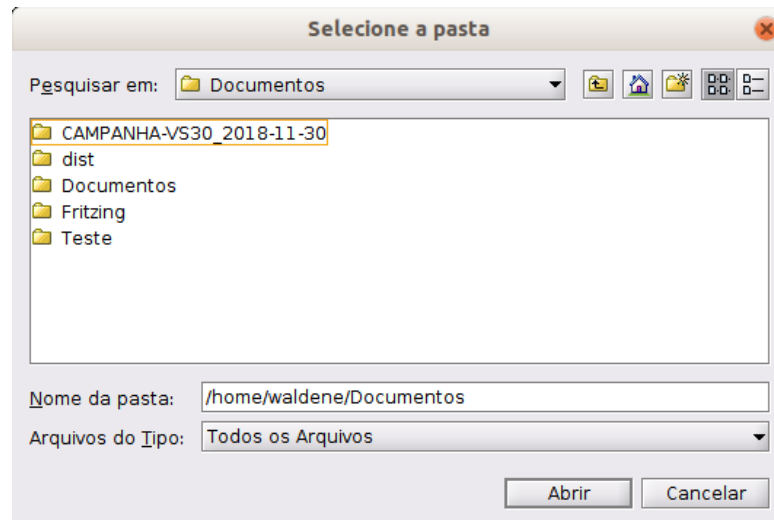 Selecione a pasta
Pesquisar em: Documentos
CAMPANHA-VS30_2018-11-30
dist
Documentos
Fritzing
Teste
Nome da pasta: /home/waldene/Documentos
Arquivos do Tipo: Todos os Arquivos
Abrir Cancelar